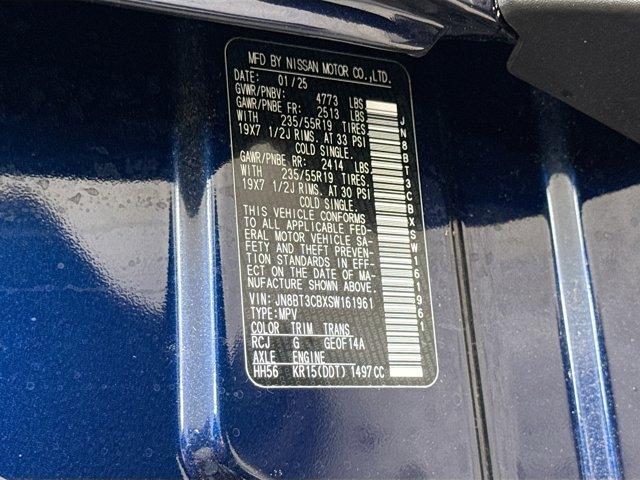 MFD BY NISSAN MOTOR CO.,LTD.
DATE: 01/25
GVWR/PNBV: 4773 LBS
GAWR/PNBE FR: 2513 LBS
WITH 235/55R19 TIRES
19X7 1/2J RIMS. AT 33 PSI
COLD SINGLE.
GAWR/PNBE RR: 2414 LBS
WITH 235/55R19 TIRES
19X7 1/2J RIMS. AT 30 PSI
COLD SINGLE.
THIS VEHICLE CONFORMS
TO ALL APPLICABLE FED-
ERAL MOTOR VEHICLE SA-
FETY AND THEFT PREVEN-
TION STANDARDS IN EFF-
ECT ON THE DATE OF MA-
NUFACTURE SHOWN ABOVE.
VIN: JN8BT3CBXSW161961
TYPE:MPV
COLOR TRIM TRANS
RCJ G GE0F14A
AXLE ENGINE
HH56 KR15(DDT) 1497CC
JN8BT3CBXSW161961